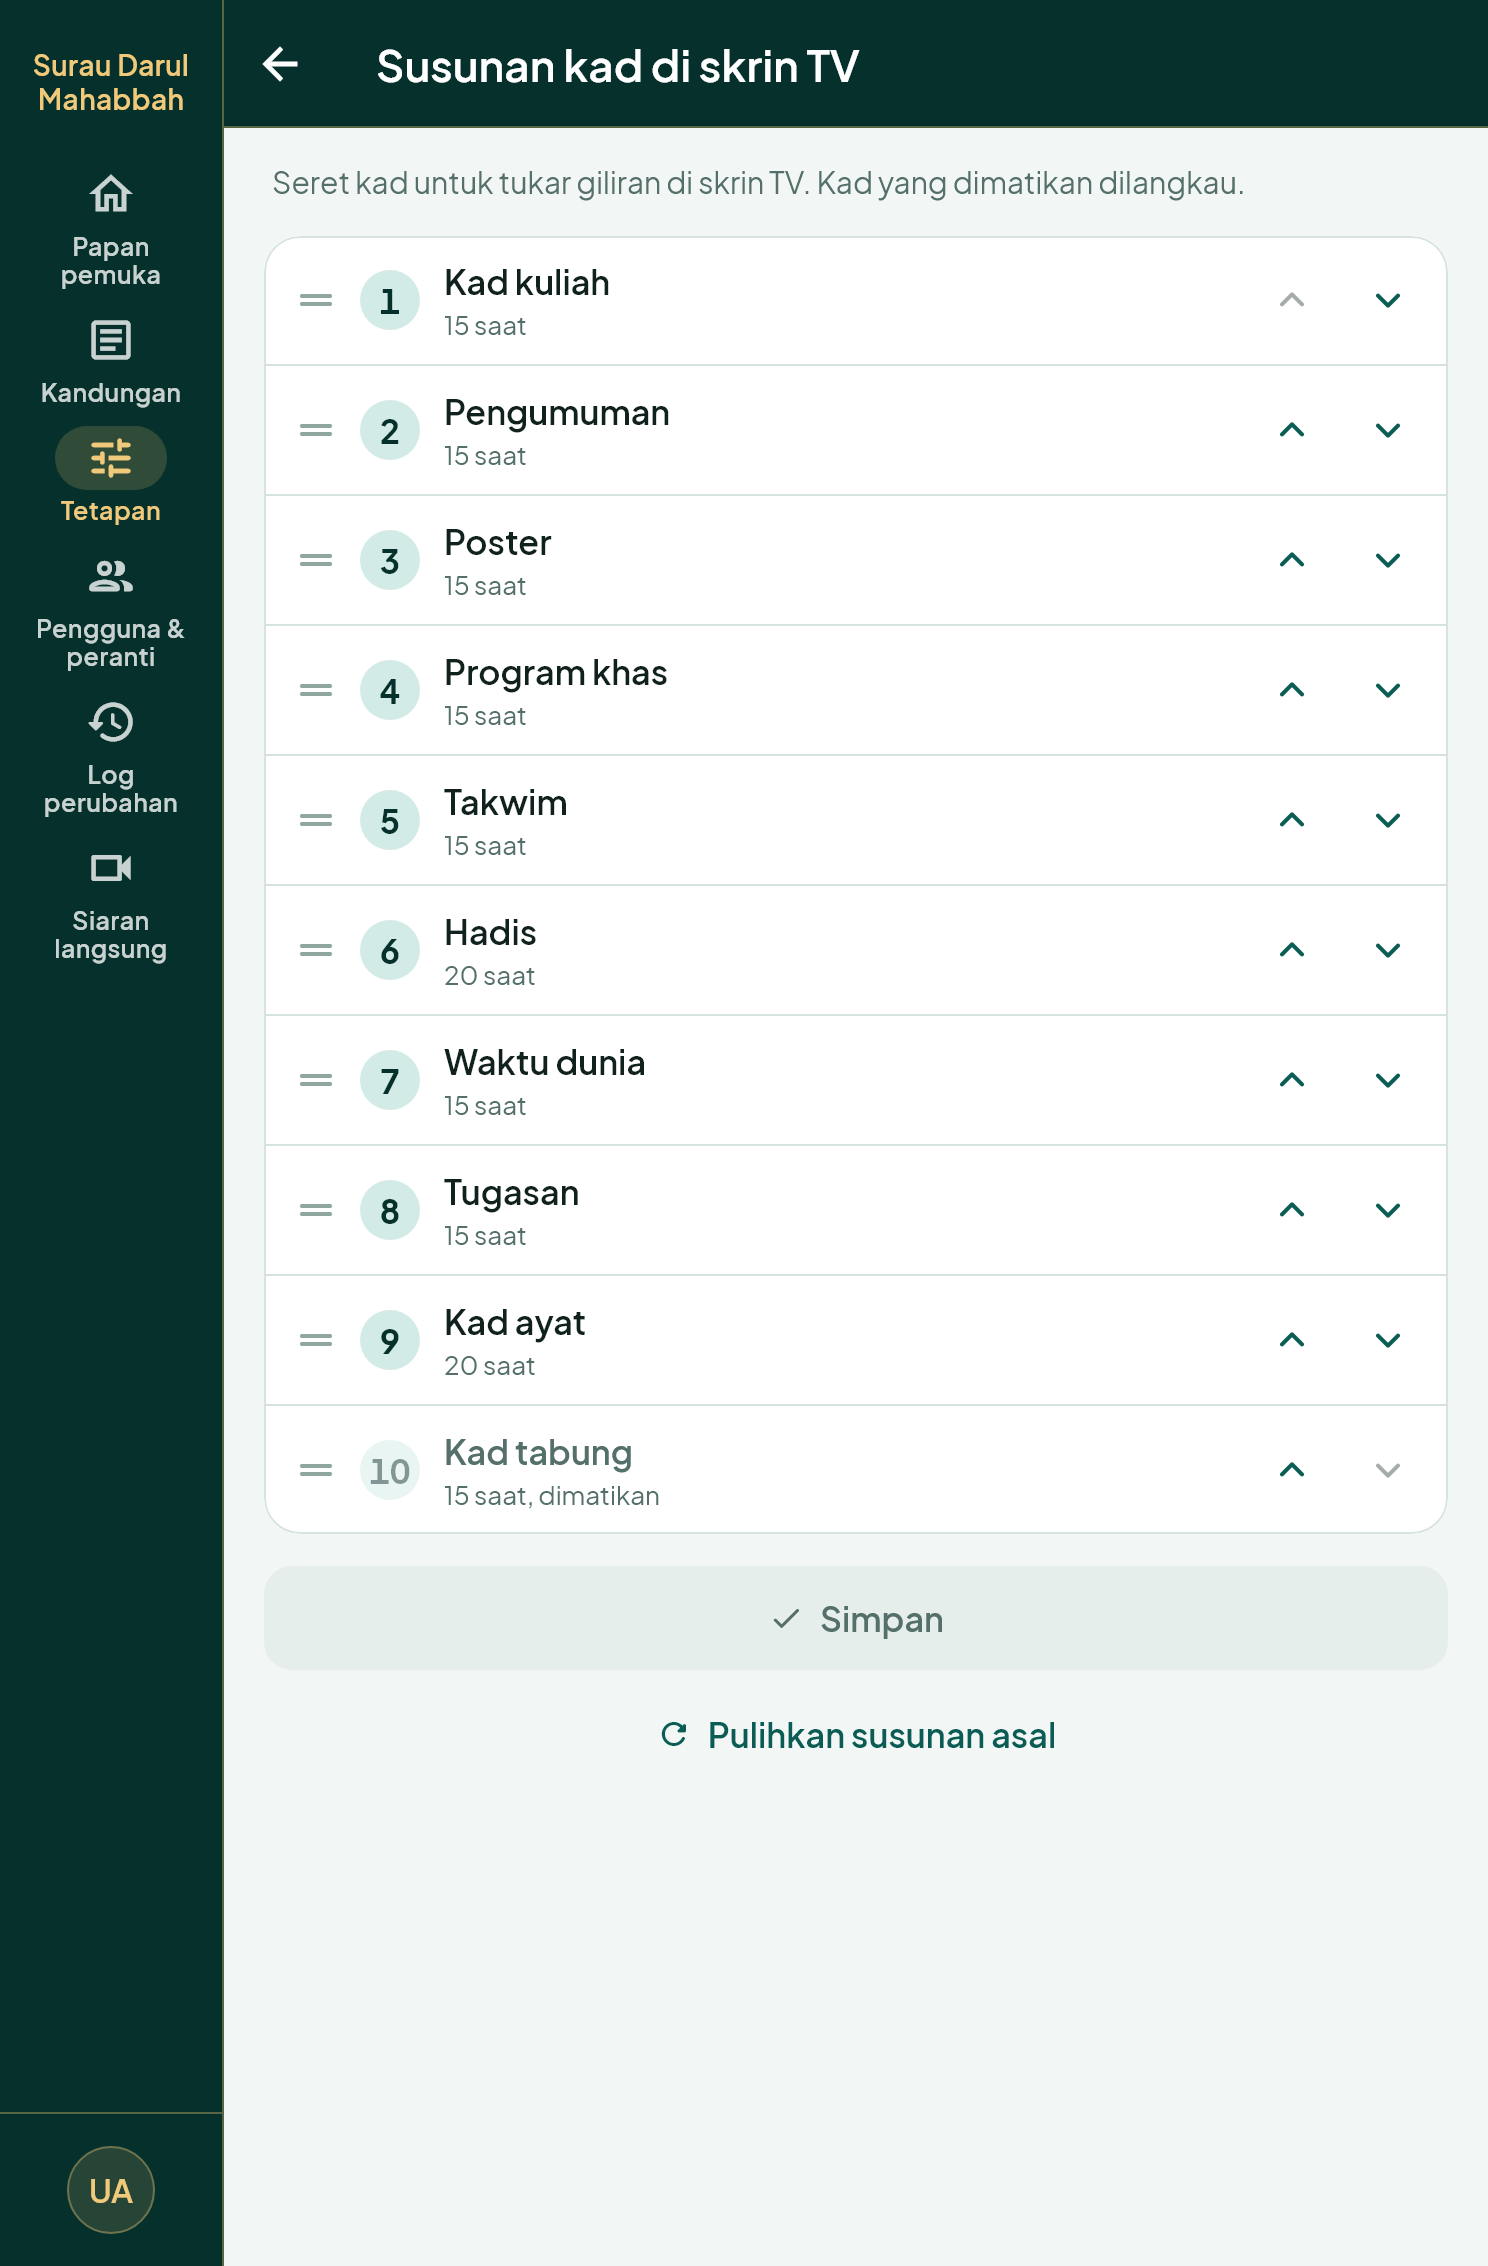 Surau Darul
Mahabbah
Papan
pemuka
Kandungan
Tetapan
Pengguna &
peranti
Log
perubahan
Siaran
langsung
UA
Susunan kad di skrin TV
Seret kad untuk tukar giliran di skrin TV. Kad yang dimatikan dilangkau.
1
Kad kuliah
15 saat
2
Pengumuman
15 saat
3
Poster
15 saat
4
Program khas
15 saat
5
Takwim
15 saat
6
Hadis
20 saat
7
Waktu dunia
15 saat
8
Tugasan
15 saat
9
Kad ayat
20 saat
10
Kad tabung
15 saat, dimatikan
Simpan
Pulihkan susunan asal